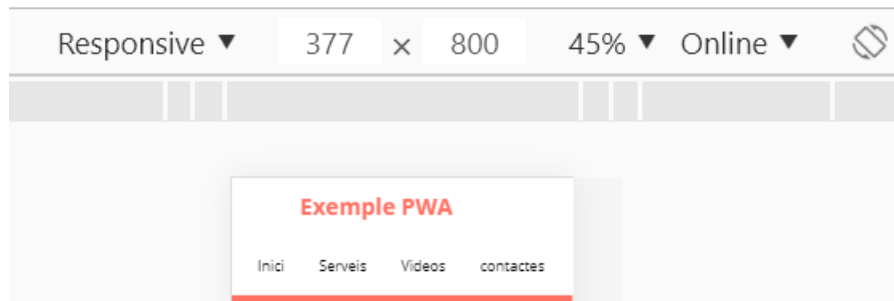 Responsive ▼ 377 × 800 45% ▼ Online ▼
Exemple PWA
Inici Serveis Videos contactes